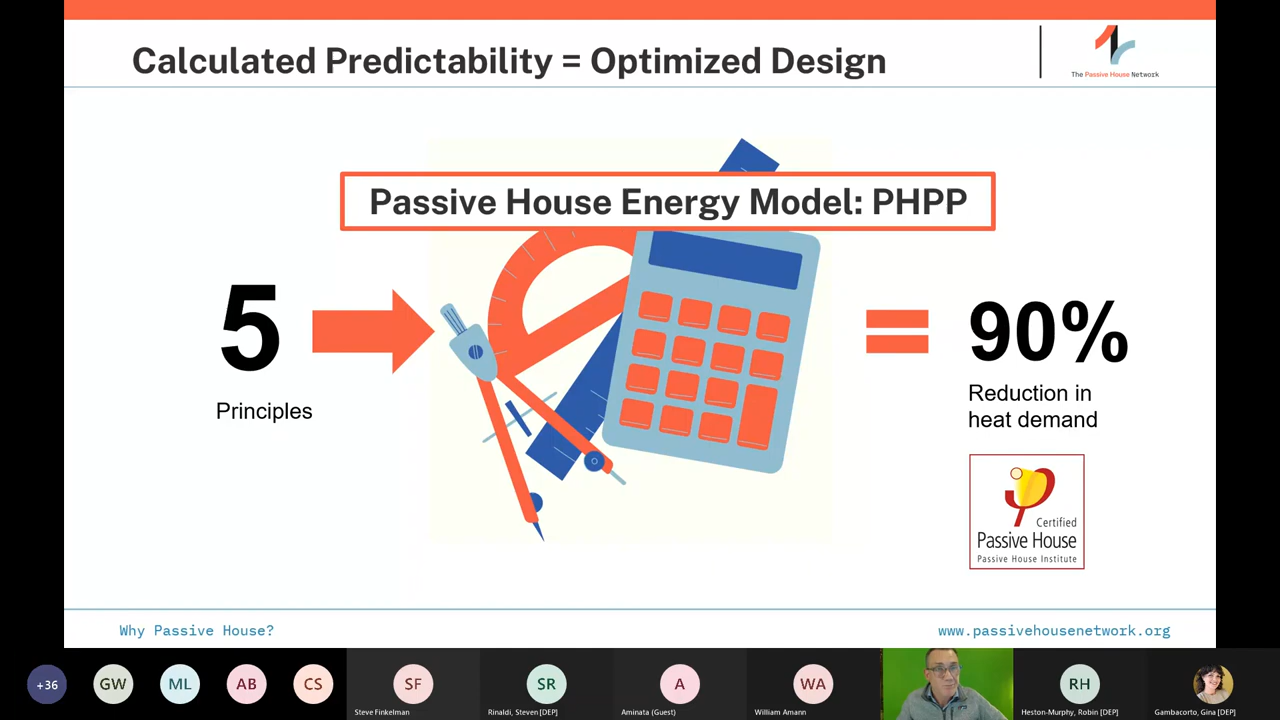 Calculated Predictability = Optimized Design
The Passive House Network
Passive House Energy Model: PHPP
5
Principles
= 90%
Reduction in
heat demand
Certified
Passive House
Passive House Institute
Why Passive House?
www.passivehousenetwork.org
+36
GW
ML
AB
CS
SF
Steve Finkelman
SR
Rinaldi, Steven [DEP]
A
Aminata (Guest)
WA
William Amann
RH
Heston-Murphy, Robin [DEP]
Gambacorto, Gina [DEP]